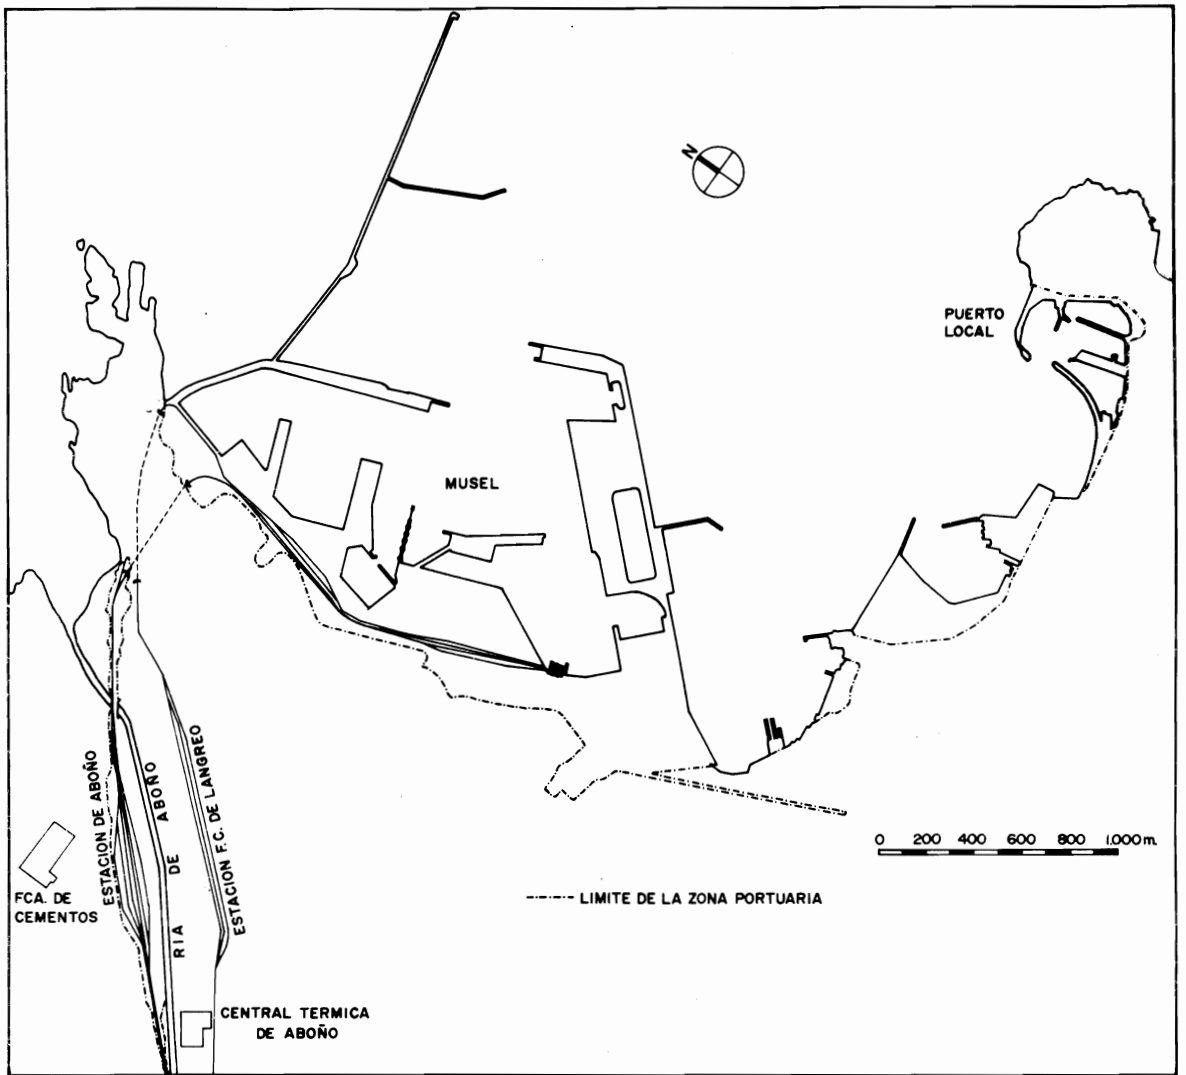 N
PUERTO
LOCAL
MUSEL
ESTACION DE ABOÑO
RIA DE ABOÑO
ESTACION F.C. DE LANGREO
0 200 400 600 800 1.000 m.
FCA. DE
CEMENTOS
LIMITE DE LA ZONA PORTUARIA
CENTRAL TERMICA
DE ABOÑO